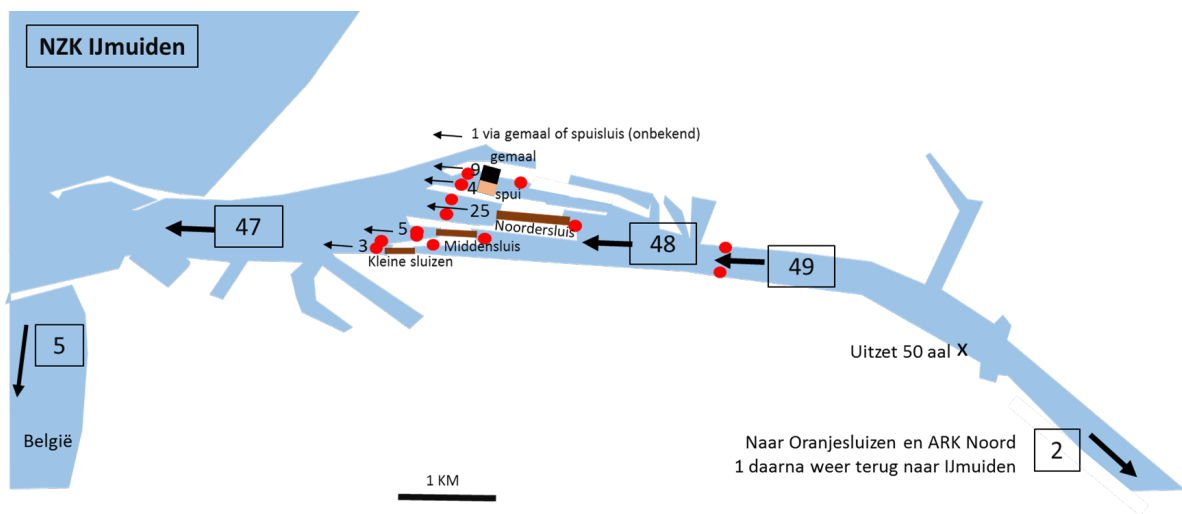 NZK IJmuiden
1 via gemaal of spuisluis (onbekend)
gemaal
9
4
spui
25
Noordersluis
5
Middensluis
3
Kleine sluizen
47
48
49
5
België
Uitzet 50 aal X
Naar Oranjesluizen en ARK Noord
1 daarna weer terug naar IJmuiden
2
1 KM